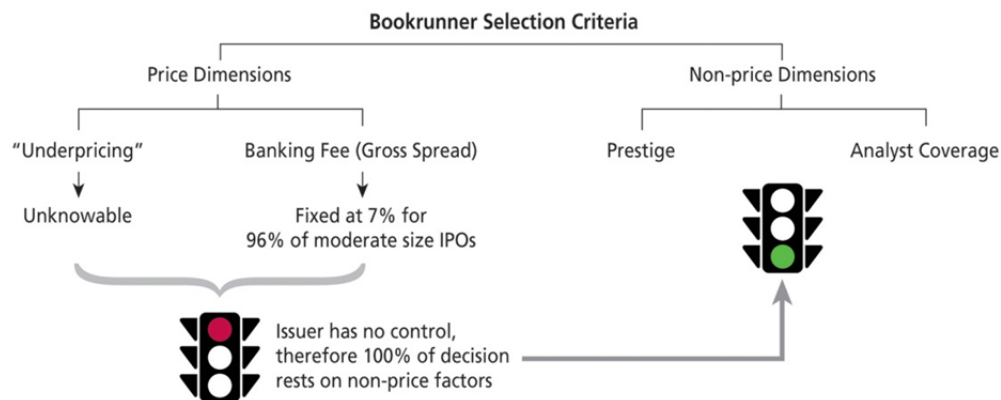 Bookrunner Selection Criteria
Price Dimensions
Non-price Dimensions
“Underpricing”
Banking Fee (Gross Spread)
Prestige
Analyst Coverage
Unknowable
Fixed at 7% for
96% of moderate size IPOs
Issuer has no control,
therefore 100% of decision
rests on non-price factors